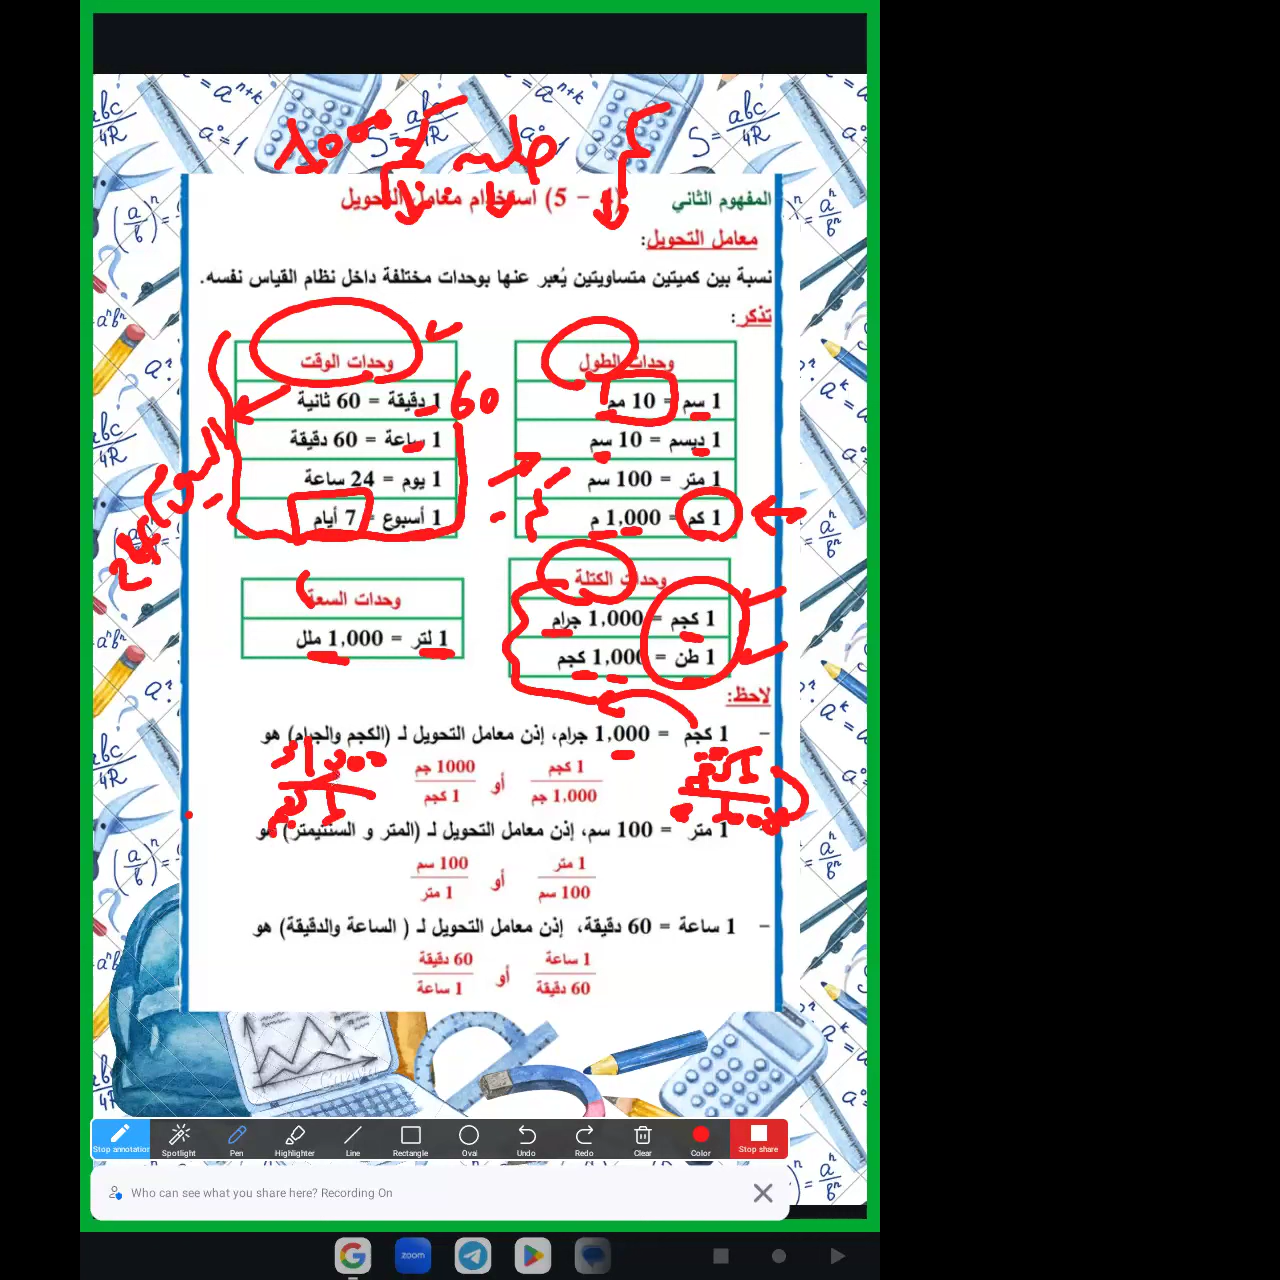 المفهوم الثاني
(4 – 5) استخدام معامل التحويل
معامل التحويل:
نسبة بين كميتين متساويتين يُعبر عنها بوحدات مختلفة داخل نظام القياس نفسه.
تذكر:
وحدات الطول
1 سم = 10 مم
1 ديسم = 10 سم
1 متر = 100 سم
1 كم = 1,000 م
وحدات الوقت
1 دقيقة = 60 ثانية
1 ساعة = 60 دقيقة
1 يوم = 24 ساعة
1 أسبوع = 7 أيام
60
24
وحدات الكتلة
1 كجم = 1,000 جرام
1 طن = 1,000 كجم
وحدات السعة
1 لتر = 1,000 ملل
لاحظ:
– 1 كجم = 1,000 جرام، إذن معامل التحويل لـ (الكجم والجرام) هو
1 كجم / 1,000 جم أو 1000 جم / 1 كجم
– 1 متر = 100 سم، إذن معامل التحويل لـ (المتر و السنتيمتر) هو
1 متر / 100 سم أو 100 سم / 1 متر
– 1 ساعة = 60 دقيقة، إذن معامل التحويل لـ ( الساعة والدقيقة) هو
1 ساعة / 60 دقيقة أو 60 دقيقة / 1 ساعة
Stop annotation Spotlight Pen Highlighter Line Rectangle Oval Undo Redo Clear Color Stop share
Who can see what you share here? Recording On
zoom